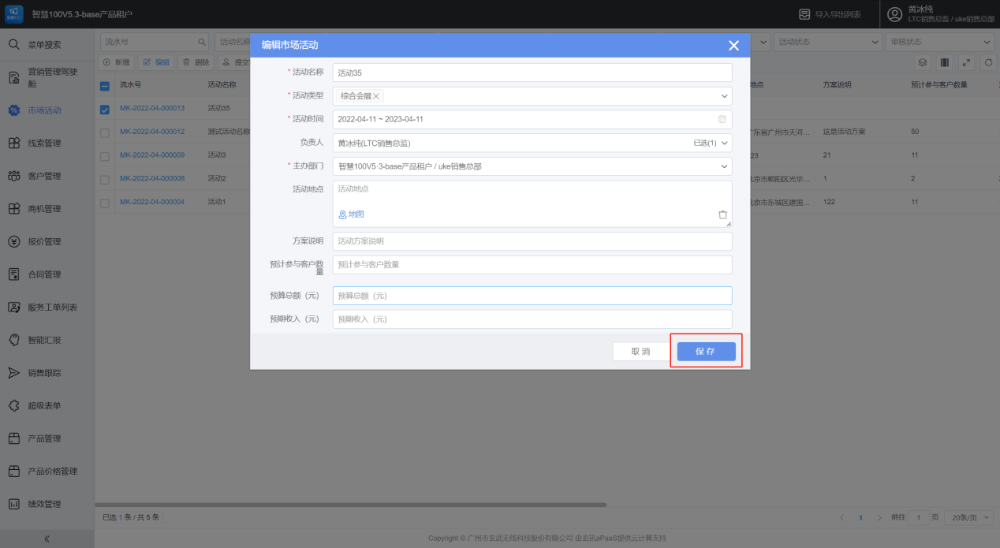 智慧100V5.3-base产品租户
导入导出列表
黄冰纯
LTC销售总监 / uke销售总部
菜单搜索
营销管理驾驶
舱
市场活动
线索管理
客户管理
商机管理
报价管理
合同管理
服务工单列表
智能汇报
销售跟踪
超级表单
产品管理
产品价格管理
绩效管理
«
流水号
活动名称
活动状态
审核状态
新增
编辑
删除
提交
流水号
活动名称
地点
方案说明
预计参与客户数量
MK-2022-04-000013
活动35
MK-2022-04-000012
测试活动名称
广东省广州市天河...
这是活动方案
50
MK-2022-04-000009
活动3
23
21
11
MK-2022-04-000008
活动2
北京市朝阳区光华...
1
2
MK-2022-04-000004
活动1
北京市东城区建国...
122
11
编辑市场活动
* 活动名称
活动35
* 活动类型
综合会展
* 活动时间
2022-04-11 ~ 2023-04-11
负责人
黄冰纯(LTC销售总监)
已选(1)
* 主办部门
智慧100V5·3-base产品租户 / uke销售总部
活动地点
活动地点
地图
方案说明
活动方案说明
预计参与客户数
量
预计参与客户数量
预算总额（元）
预算总额（元）
预期收入（元）
预期收入（元）
取 消
保 存
已选 1 条 / 共 5 条
1
前往
1
页
20条/页
Copyright © 广州市玄武无线科技股份有限公司 由玄讯aPaaS提供云计算支持